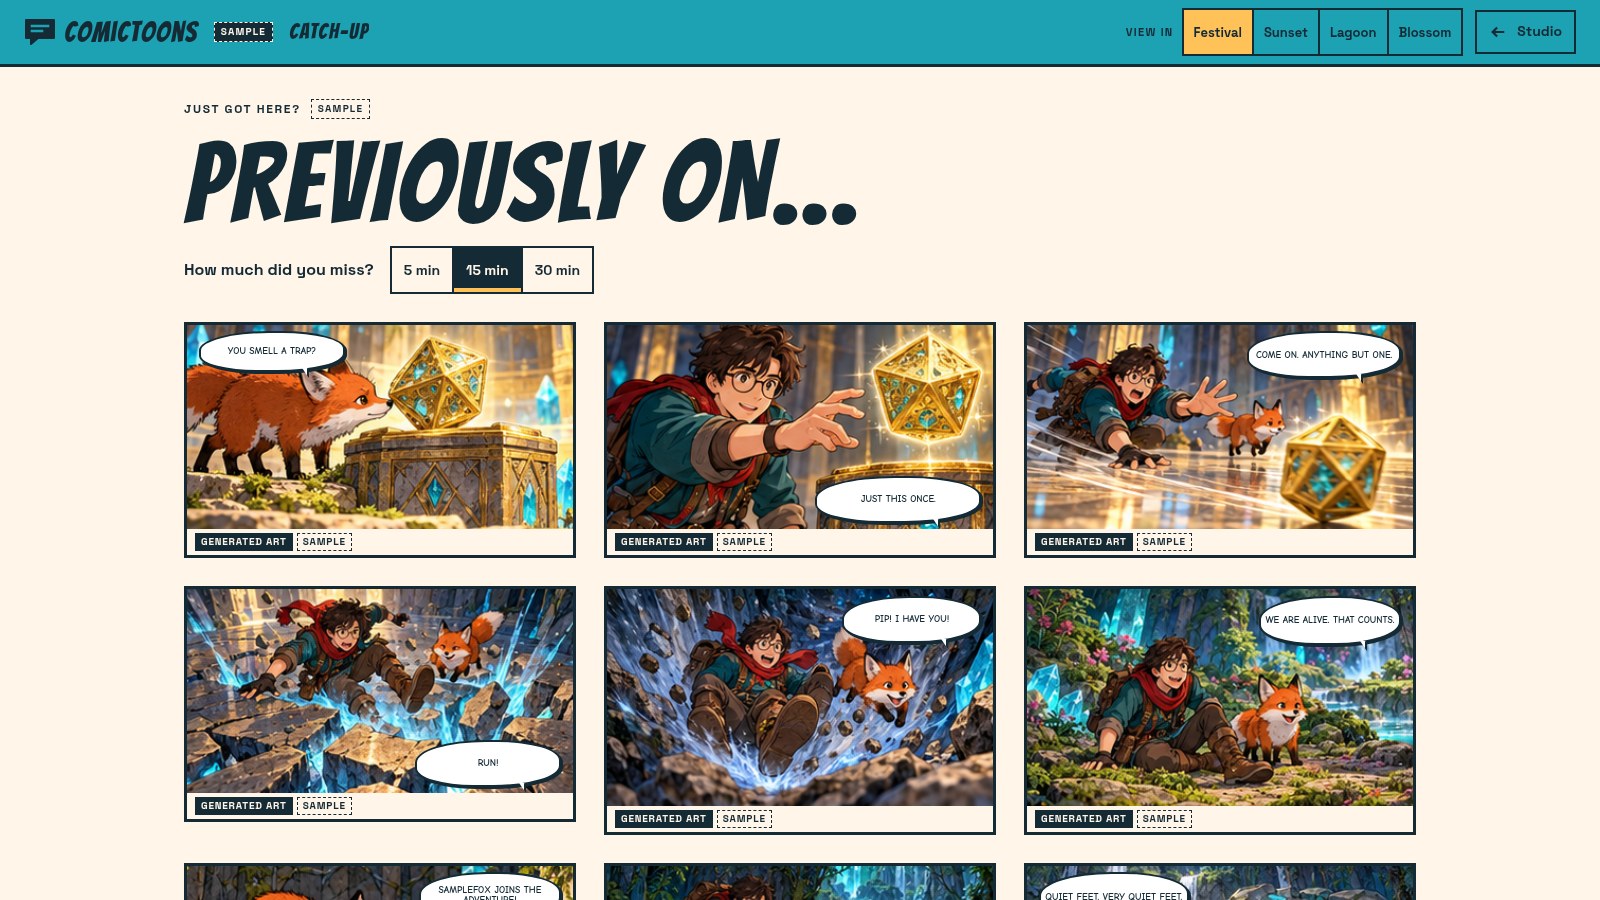 COMICTOONS SAMPLE CATCH-UP VIEW IN Festival Sunset Lagoon Blossom ← Studio
JUST GOT HERE? SAMPLE
PREVIOUSLY ON...
How much did you miss? 5 min 15 min 30 min
YOU SMELL A TRAP?
GENERATED ART SAMPLE
JUST THIS ONCE.
GENERATED ART SAMPLE
COME ON. ANYTHING BUT ONE.
GENERATED ART SAMPLE
RUN!
GENERATED ART SAMPLE
PIP! I HAVE YOU!
GENERATED ART SAMPLE
WE ARE ALIVE. THAT COUNTS.
GENERATED ART SAMPLE
SAMPLEFOX JOINS THE
ADVENTURE!
QUIET FEET. VERY QUIET FEET.